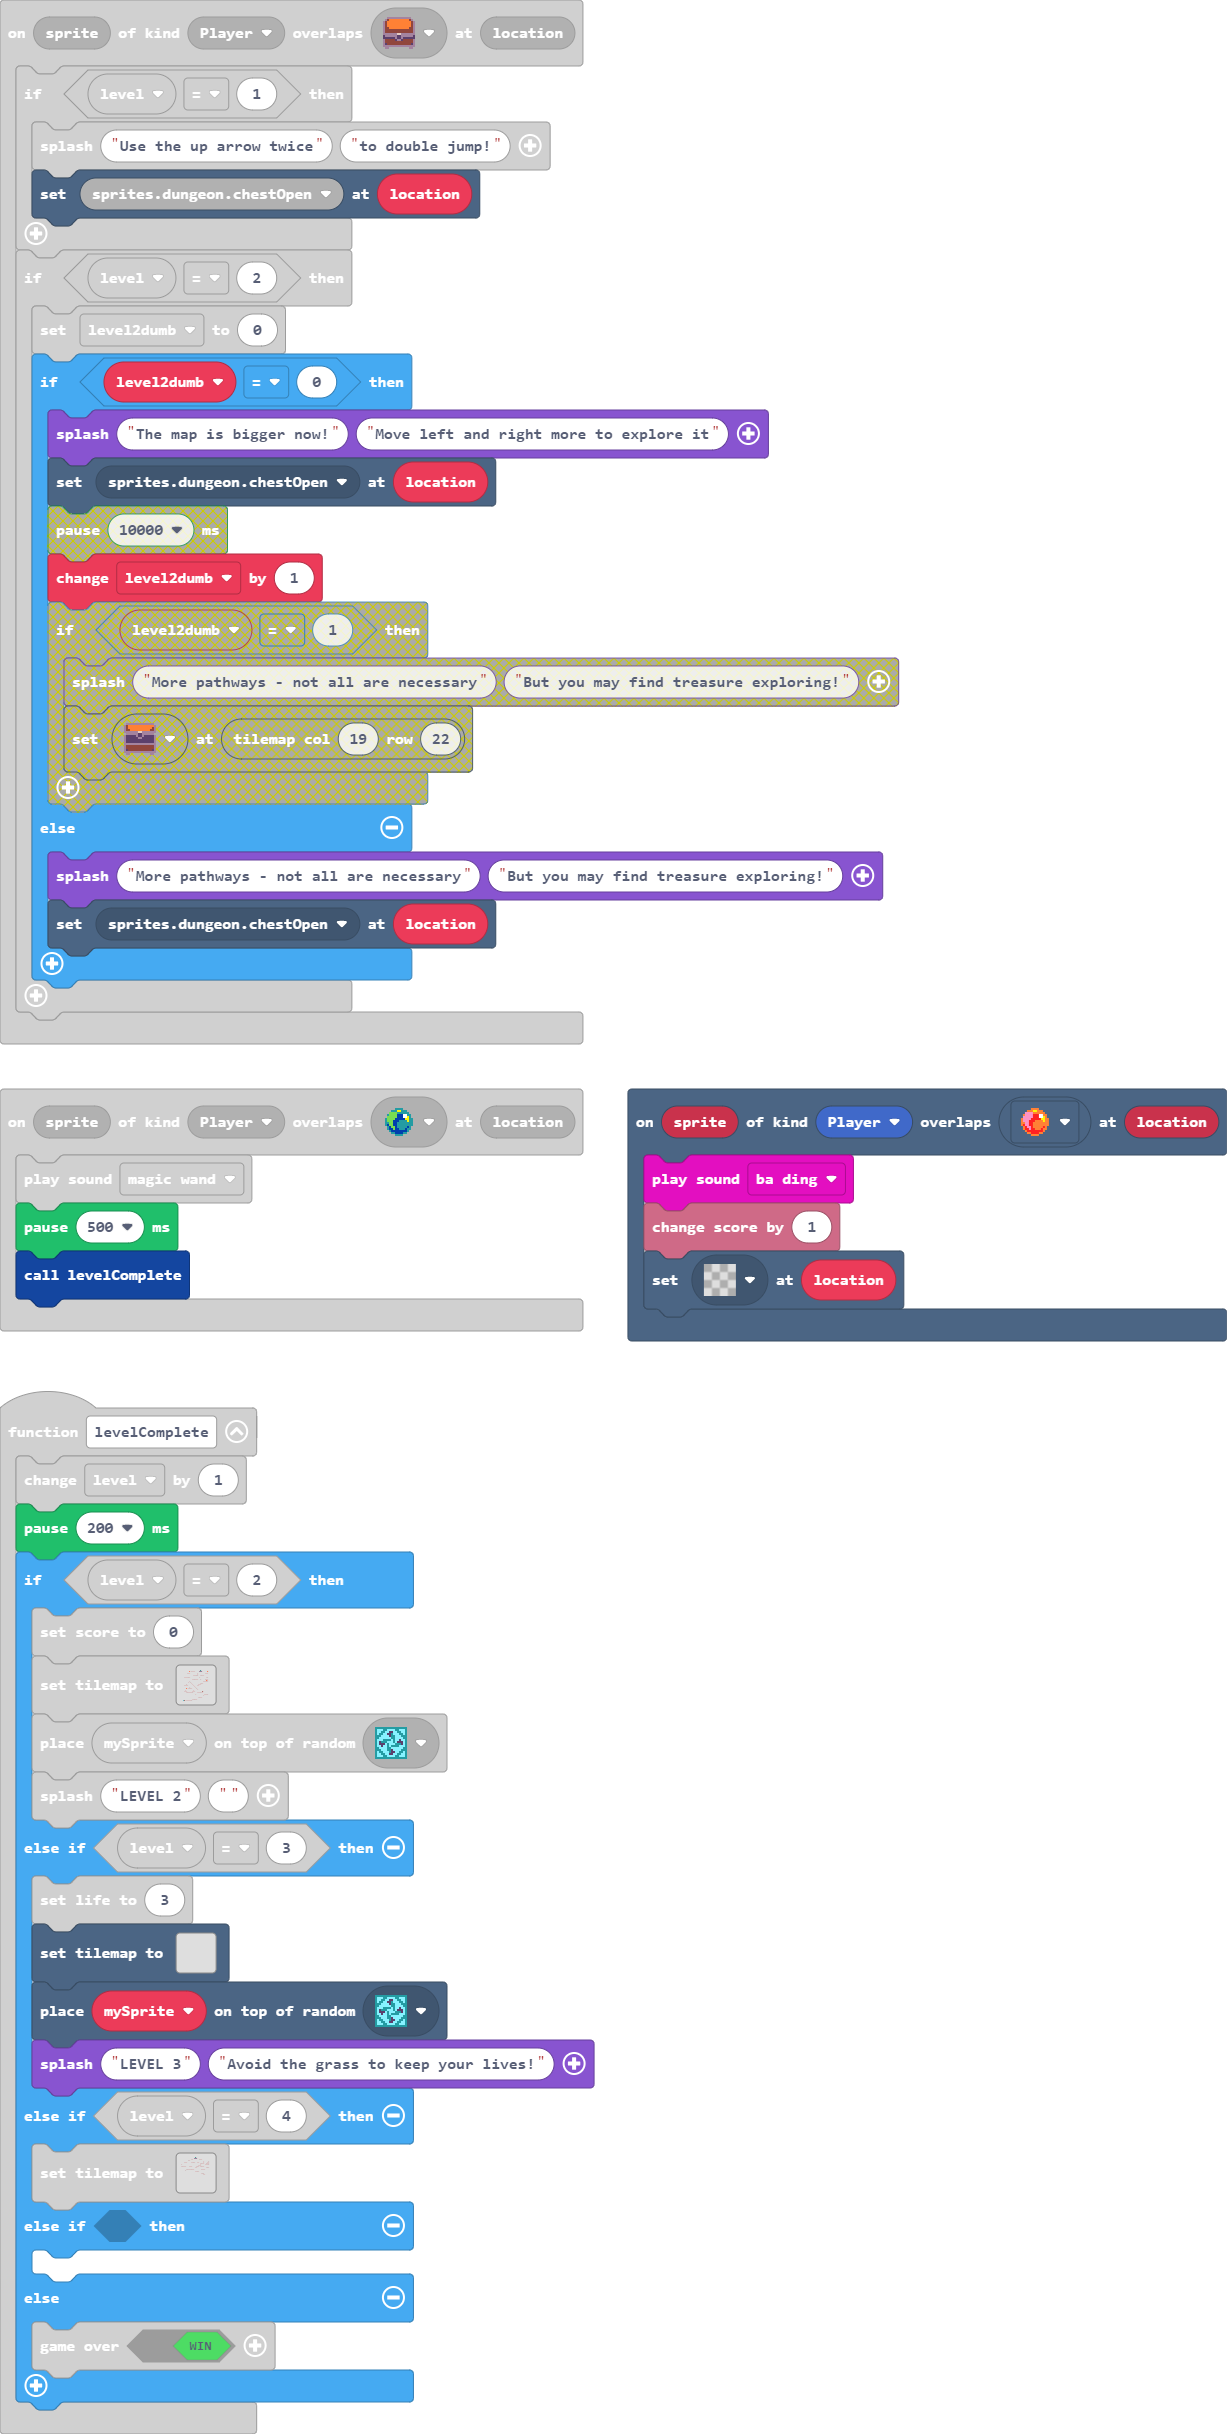 on sprite of kind Player overlaps at location
if level = 1 then
splash "Use the up arrow twice" "to double jump!"
set sprites.dungeon.chestOpen at location
if level = 2 then
set level2dumb to 0
if level2dumb = 0 then
splash "The map is bigger now!" "Move left and right more to explore it"
set sprites.dungeon.chestOpen at location
pause 10000 ms
change level2dumb by 1
if level2dumb = 1 then
splash "More pathways - not all are necessary" "But you may find treasure exploring!"
set at tilemap col 19 row 22
else
splash "More pathways - not all are necessary" "But you may find treasure exploring!"
set sprites.dungeon.chestOpen at location
on sprite of kind Player overlaps at location
play sound magic wand
pause 500 ms
call levelComplete
on sprite of kind Player overlaps at location
play sound ba ding
change score by 1
set at location
function levelComplete
change level by 1
pause 200 ms
if level = 2 then
set score to 0
set tilemap to
place mySprite on top of random
splash "LEVEL 2" ""
else if level = 3 then
set life to 3
set tilemap to
place mySprite on top of random
splash "LEVEL 3" "Avoid the grass to keep your lives!"
else if level = 4 then
set tilemap to
else if then
else
game over WIN